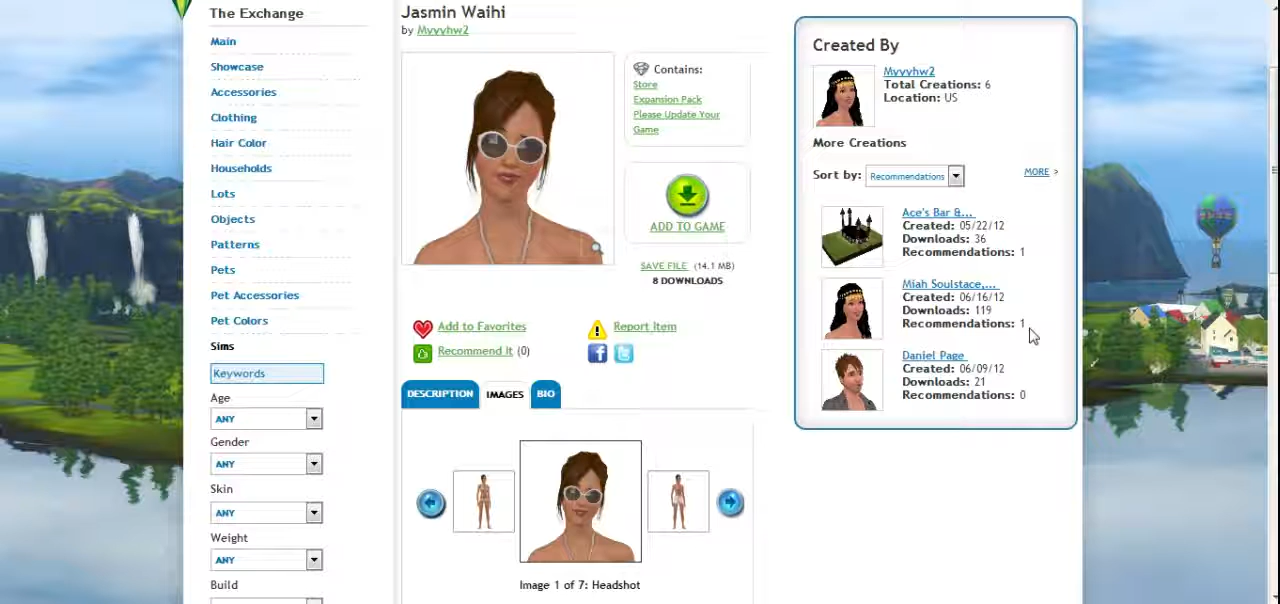 The Exchange
Main
Showcase
Accessories
Clothing
Hair Color
Households
Lots
Objects
Patterns
Pets
Pet Accessories
Pet Colors
Sims
Keywords
Age
ANY
Gender
ANY
Skin
ANY
Weight
ANY
Build
Jasmin Waihi
by Myyyhw2
Contains:
Store
Expansion Pack
Please Update Your
Game
ADD TO GAME
SAVE FILE (14.1 MB)
8 DOWNLOADS
Add to Favorites
Report Item
Recommend It (0)
DESCRIPTION IMAGES BIO
Image 1 of 7: Headshot
Created By
Myyyhw2
Total Creations: 6
Location: US
More Creations
Sort by: Recommendations MORE >
Ace's Bar &...
Created: 05/22/12
Downloads: 36
Recommendations: 1
Miah Soulstace,...
Created: 06/16/12
Downloads: 119
Recommendations: 1
Daniel Page
Created: 06/09/12
Downloads: 21
Recommendations: 0